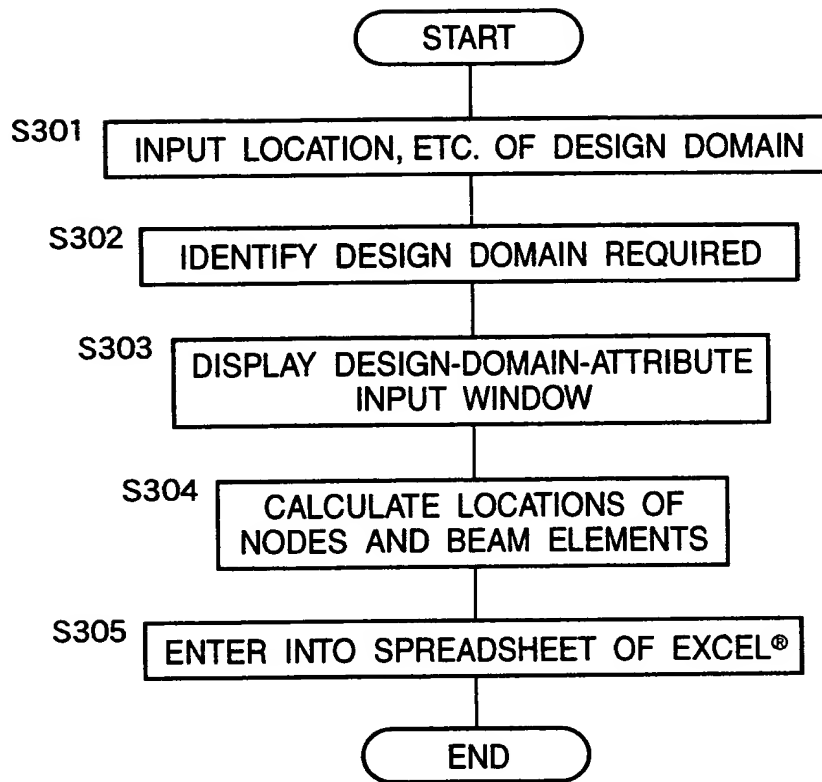 START
S301
INPUT LOCATION, ETC. OF DESIGN DOMAIN
S302
IDENTIFY DESIGN DOMAIN REQUIRED
S303
DISPLAY DESIGN-DOMAIN-ATTRIBUTE
INPUT WINDOW
S304
CALCULATE LOCATIONS OF
NODES AND BEAM ELEMENTS
S305
ENTER INTO SPREADSHEET OF EXCEL®
END